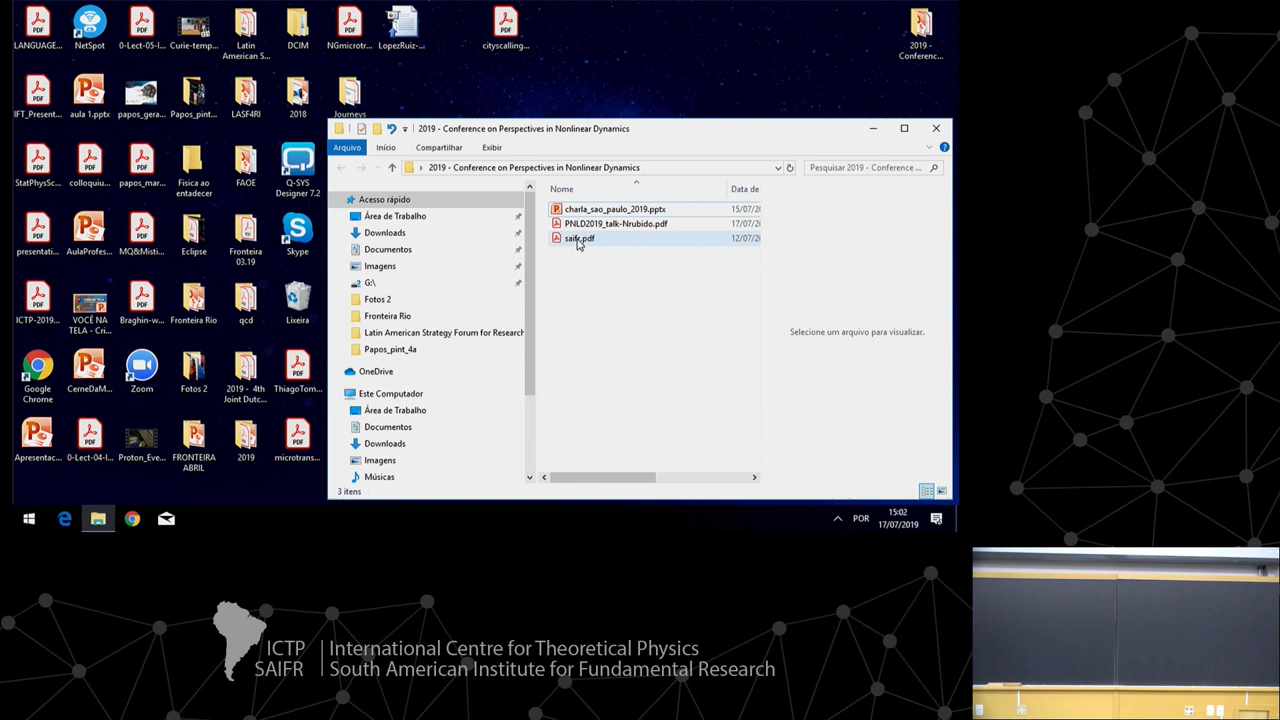 LANGUAGE...
NetSpot
0-Lect-05-I...
Curie-temp...
Latin
American S...
DCIM
NGmicrotr...
LopezRuiz-...
cityscalling...
2019 -
Conferenc...
IFT_Present...
aula 1.pptx
papos_gera...
Papos_pint...
LASF4RI
2018
Journeys
StatPhysSc...
colloquiu...
papos_mar...
Fisica ao
entadecer
FAOE
Q-SYS
Designer 7.2
presentati...
AulaProfes...
MQ&Misti...
Eclipse
Fronteira
03.19
Skype
ICTP-2019...
VOCÊ NA
TELA - Cri...
Braghin-w...
Fronteira Rio
qcd
Lixeira
Google
Chrome
CerneDaM...
Zoom
Fotos 2
2019 - 4th
Joint Dutc...
ThiagoTom...
Apresentac...
0-Lect-04-I...
Proton_Eve...
FRONTEIRA
ABRIL
2019
microtrans...
2019 - Conference on Perspectives in Nonlinear Dynamics
Arquivo
Início
Compartilhar
Exibir
2019 - Conference on Perspectives in Nonlinear Dynamics
Pesquisar 2019 - Conference ...
Acesso rápido
Área de Trabalho
Downloads
Documentos
Imagens
G:\
Fotos 2
Fronteira Rio
Latin American Strategy Forum for Research
Papos_pint_4a
OneDrive
Este Computador
Área de Trabalho
Documentos
Downloads
Imagens
Músicas
Nome
Data de
charla_sao_paulo_2019.pptx
15/07/20
PNLD2019_talk-Nrubido.pdf
17/07/20
saifr.pdf
12/07/20
Selecione um arquivo para visualizar.
3 itens
POR
15:02
17/07/2019
ICTP
SAIFR
International Centre for Theoretical Physics
South American Institute for Fundamental Research